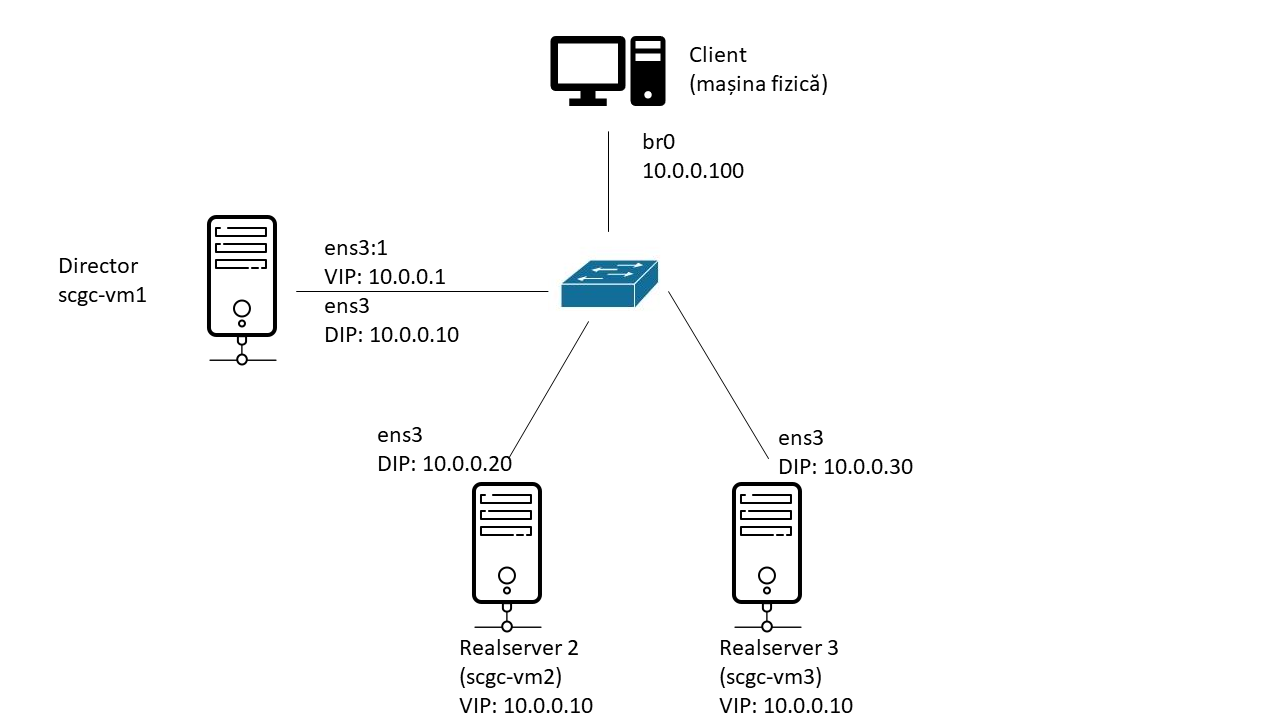 Client
(mașina fizică)
br0
10.0.0.100
Director
scgc-vm1
ens3:1
VIP: 10.0.0.1
ens3
DIP: 10.0.0.10
ens3
DIP: 10.0.0.20
ens3
DIP: 10.0.0.30
Realserver 2
(scgc-vm2)
VIP: 10.0.0.10
Realserver 3
(scgc-vm3)
VIP: 10.0.0.10